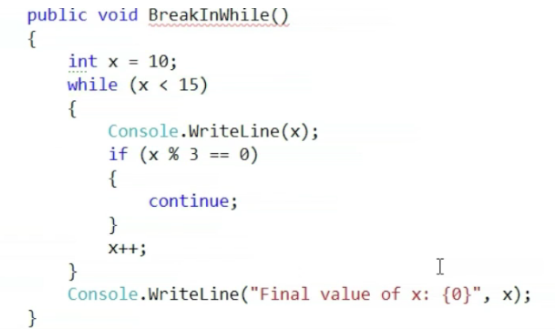 public void BreakInWhile()
{
    int x = 10;
    while (x < 15)
    {
        Console.WriteLine(x);
        if (x % 3 == 0)
        {
            continue;
        }
        x++;
    }
    Console.WriteLine("Final value of x: {0}", x);
}